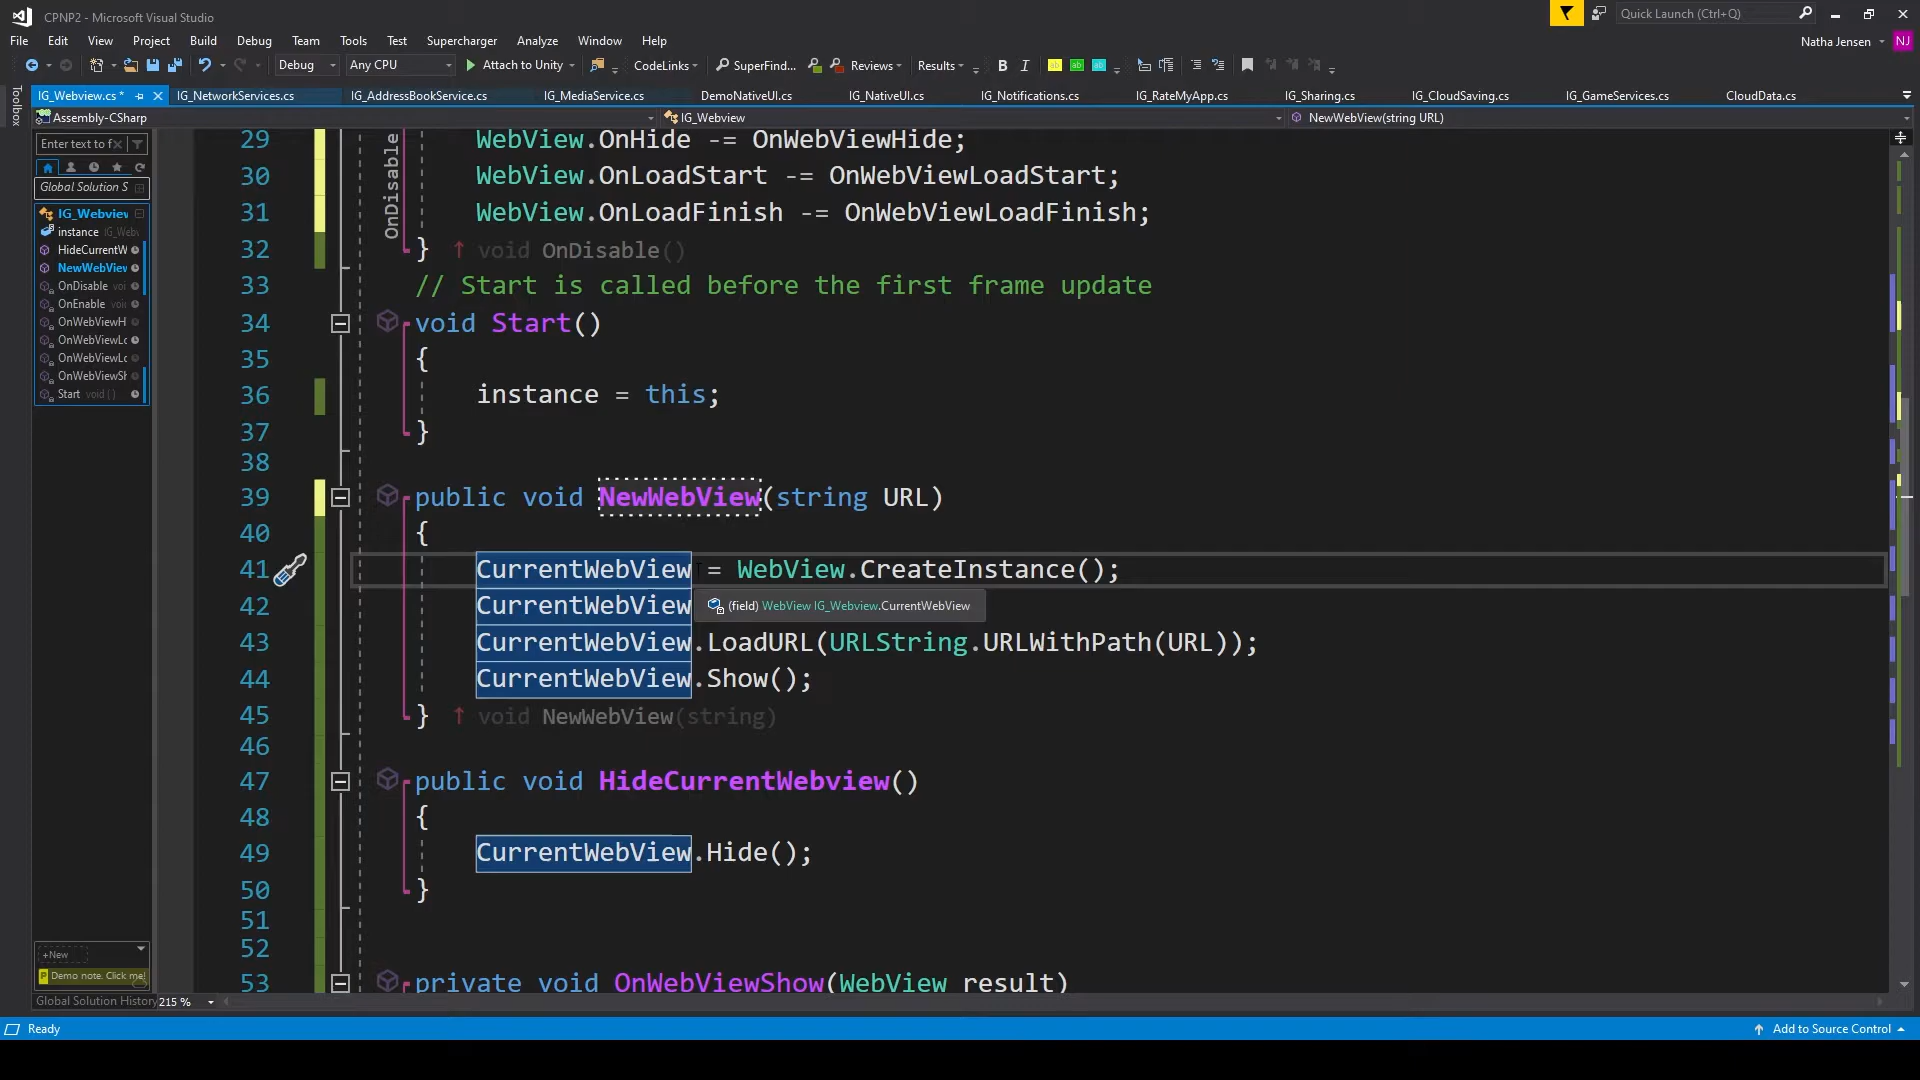 CPNP2 - Microsoft Visual Studio
Quick Launch (Ctrl+Q)
File Edit View Project Build Debug Team Tools Test Supercharger Analyze Window Help
Natha Jensen NJ
Debug Any CPU Attach to Unity CodeLinks SuperFind... Reviews Results B I ab ab ab
Toolbox
IG_Webview.cs * IG_NetworkServices.cs IG_AddressBookService.cs IG_MediaService.cs DemoNativeUI.cs IG_NativeUI.cs IG_Notifications.cs IG_RateMyApp.cs IG_Sharing.cs IG_CloudSaving.cs IG_GameServices.cs CloudData.cs
Assembly-CSharp IG_Webview NewWebView(string URL)
Enter text to f
Global Solution S
IG_Webview
instance IG_Web
HideCurrentW
NewWebView
OnDisable voi
OnEnable voi
OnWebViewH
OnWebViewLo
OnWebViewLo
OnWebViewSh
Start void ()
+New
Demo note. Click me!
Global Solution History
OnDisable
29 WebView.OnHide -= OnWebViewHide;
30 WebView.OnLoadStart -= OnWebViewLoadStart;
31 WebView.OnLoadFinish -= OnWebViewLoadFinish;
32 } ↑ void OnDisable()
33 // Start is called before the first frame update
34 void Start()
35 {
36 instance = this;
37 }
38
39 public void NewWebView(string URL)
40 {
41 CurrentWebView = WebView.CreateInstance();
42 CurrentWebView
(field) WebView IG_Webview.CurrentWebView
43 CurrentWebView.LoadURL(URLString.URLWithPath(URL));
44 CurrentWebView.Show();
45 } ↑ void NewWebView(string)
46
47 public void HideCurrentWebview()
48 {
49 CurrentWebView.Hide();
50 }
51
52
53 private void OnWebViewShow(WebView result)
215 %
Ready
Add to Source Control